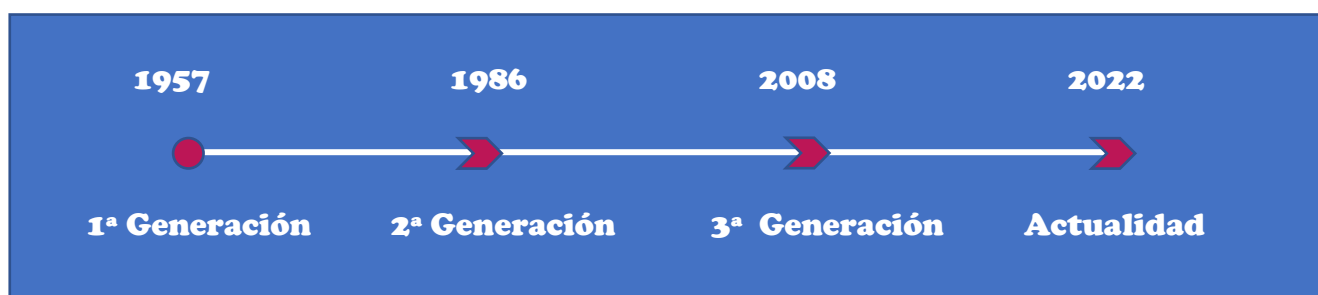 1957 1986 2008 2022
1ª Generación 2ª Generación 3ª Generación Actualidad